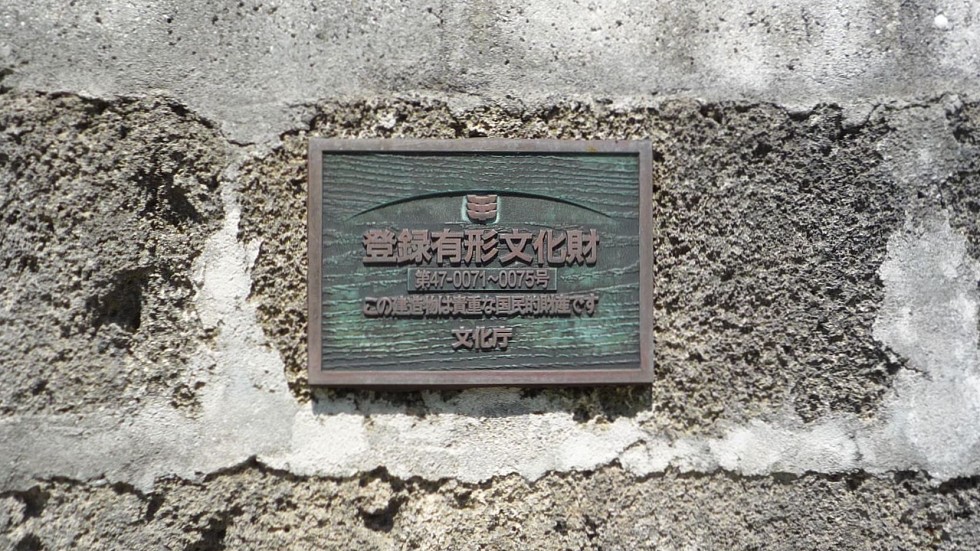 登録有形文化財
第47-0071~0075号
この建造物は貴重な国民的財産です
文化庁